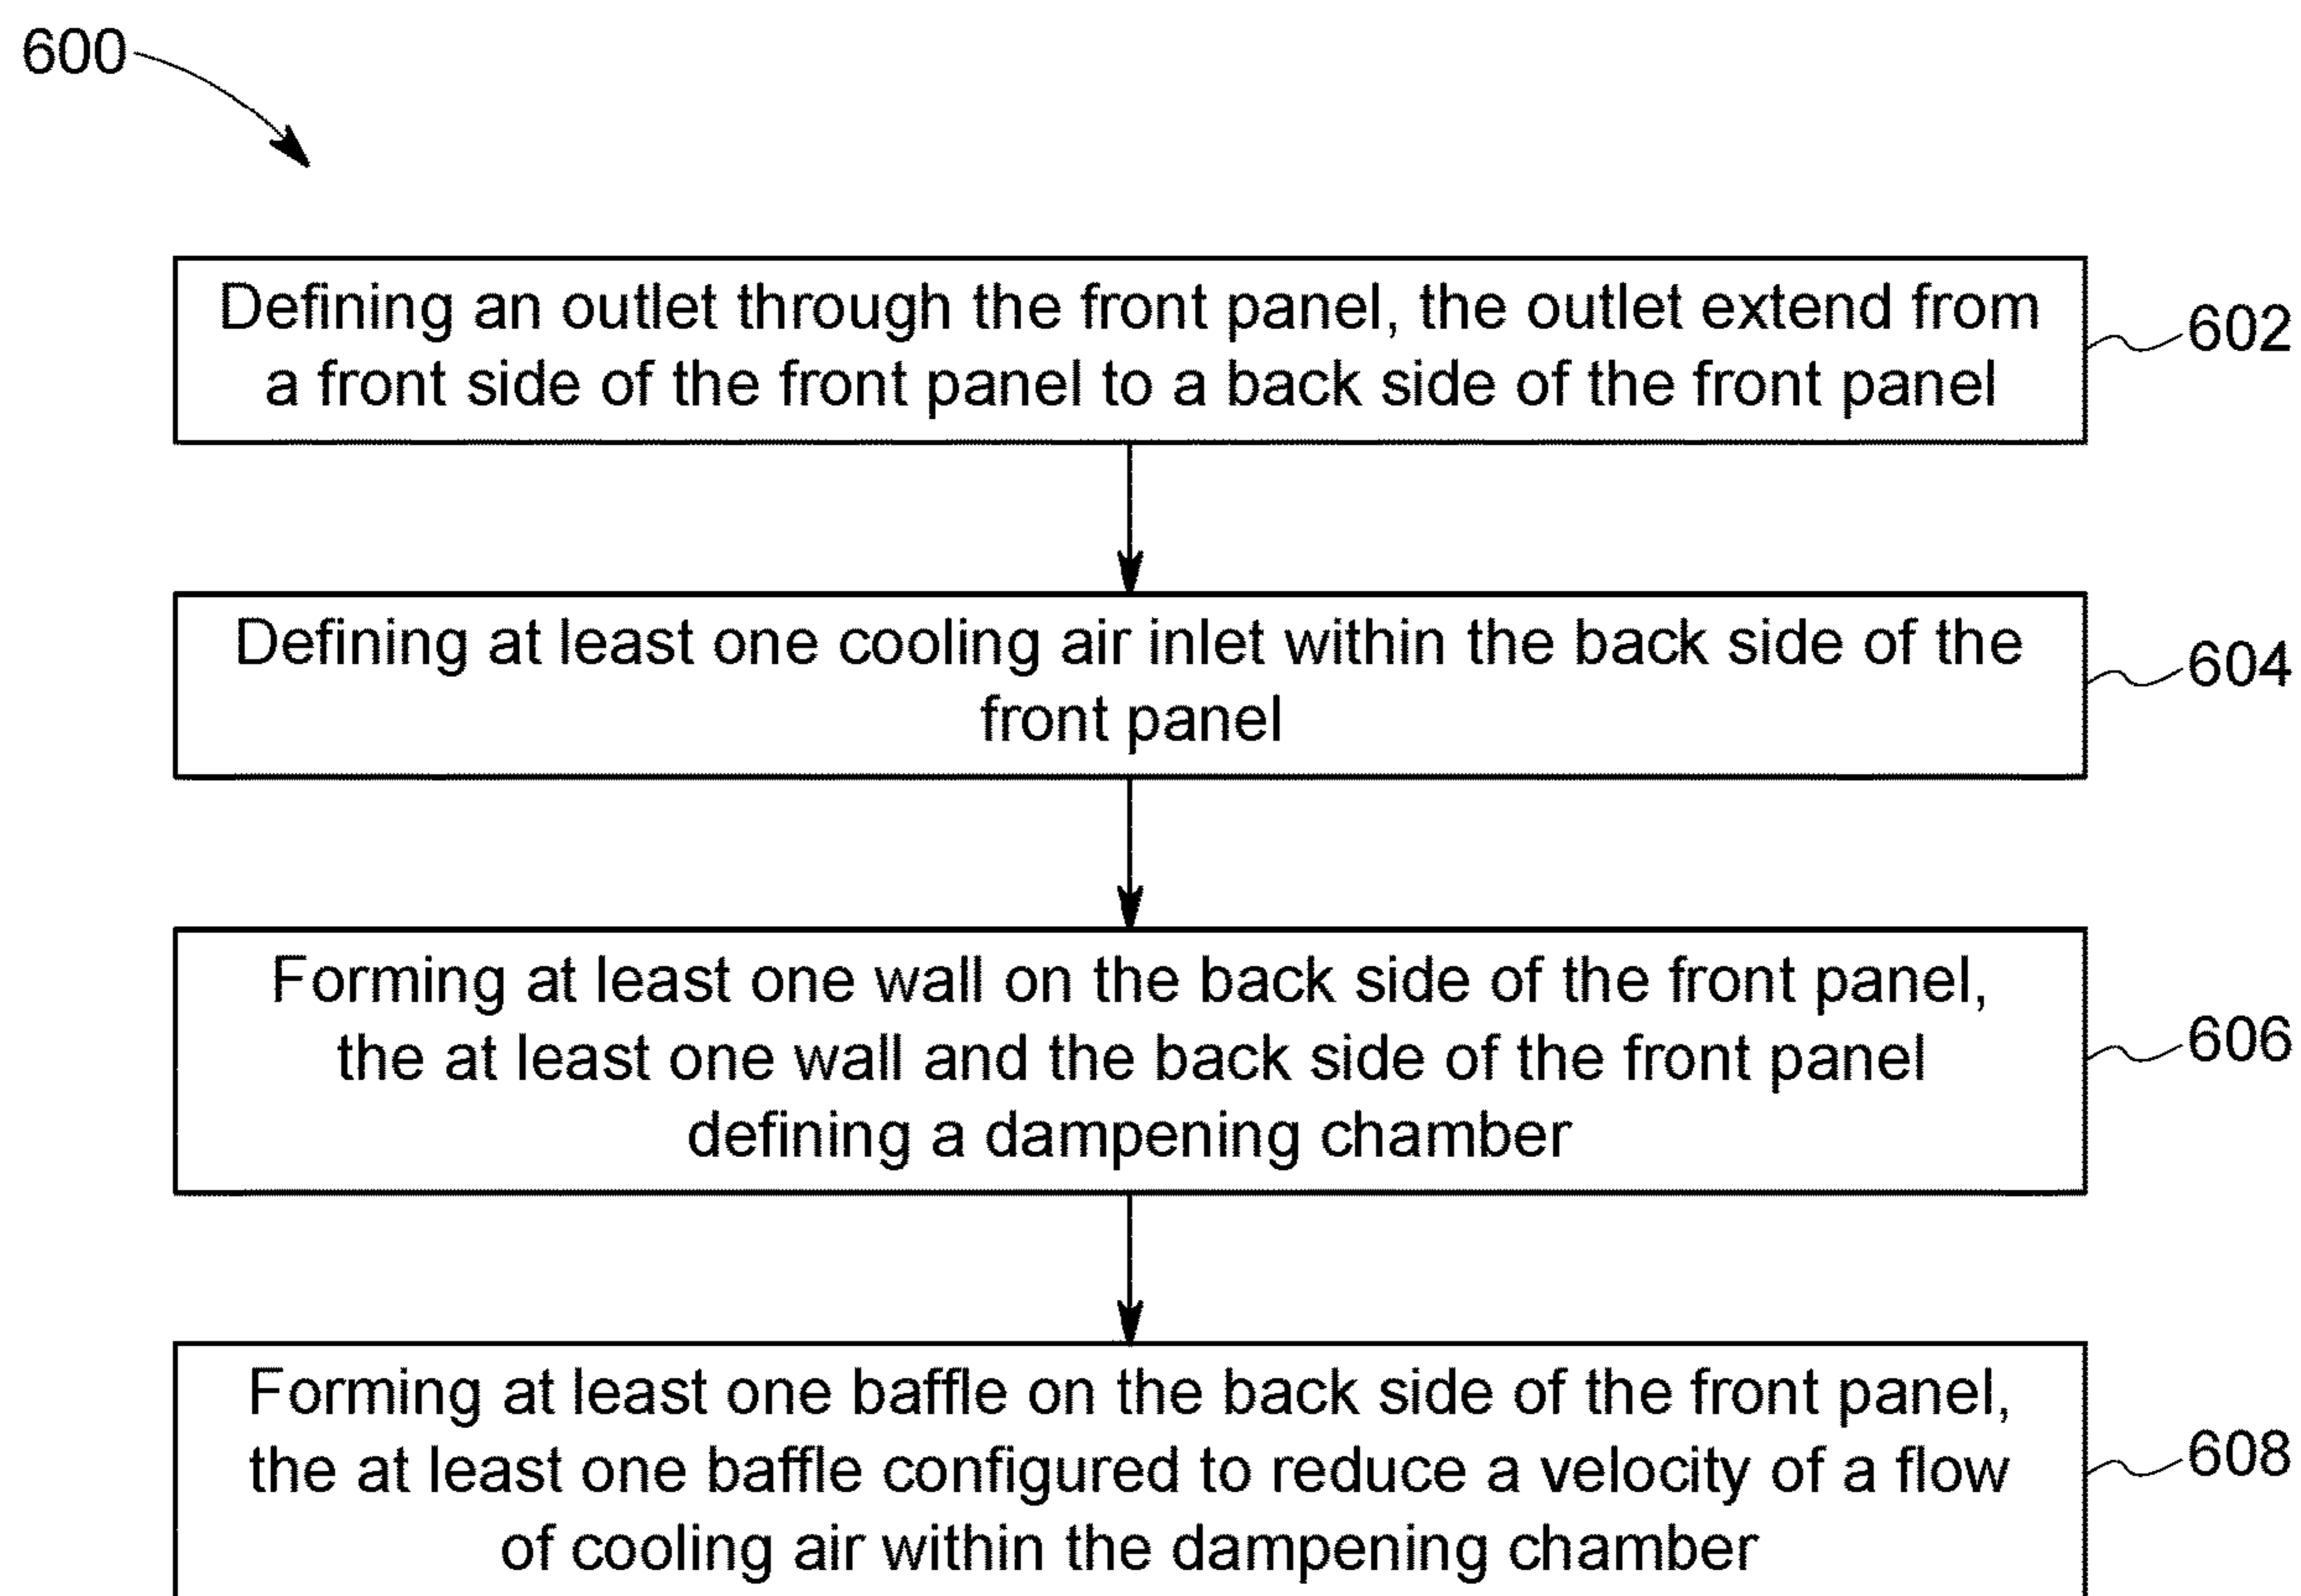 600
Defining an outlet through the front panel, the outlet extend from
a front side of the front panel to a back side of the front panel
602
Defining at least one cooling air inlet within the back side of the
front panel
604
Forming at least one wall on the back side of the front panel,
the at least one wall and the back side of the front panel
defining a dampening chamber
606
Forming at least one baffle on the back side of the front panel,
the at least one baffle configured to reduce a velocity of a flow
of cooling air within the dampening chamber
608